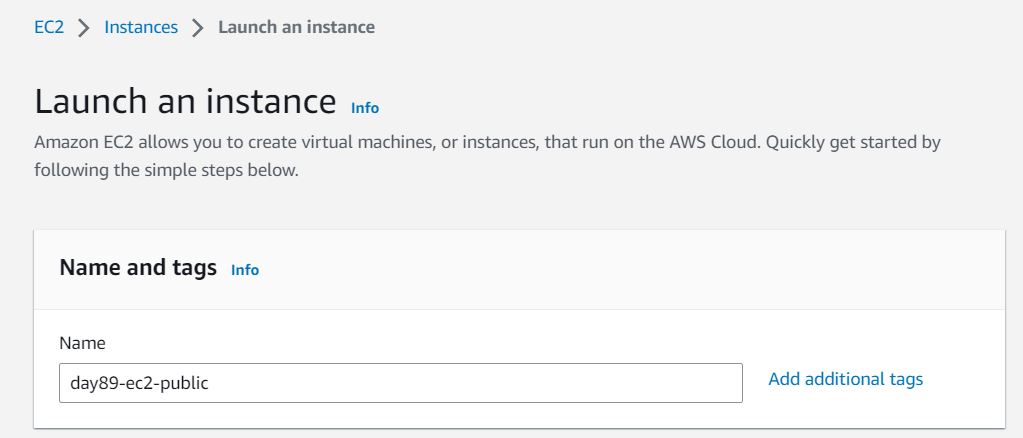 EC2 > Instances > Launch an instance
Launch an instance Info
Amazon EC2 allows you to create virtual machines, or instances, that run on the AWS Cloud. Quickly get started by
following the simple steps below.
Name and tags Info
Name
day89-ec2-public Add additional tags